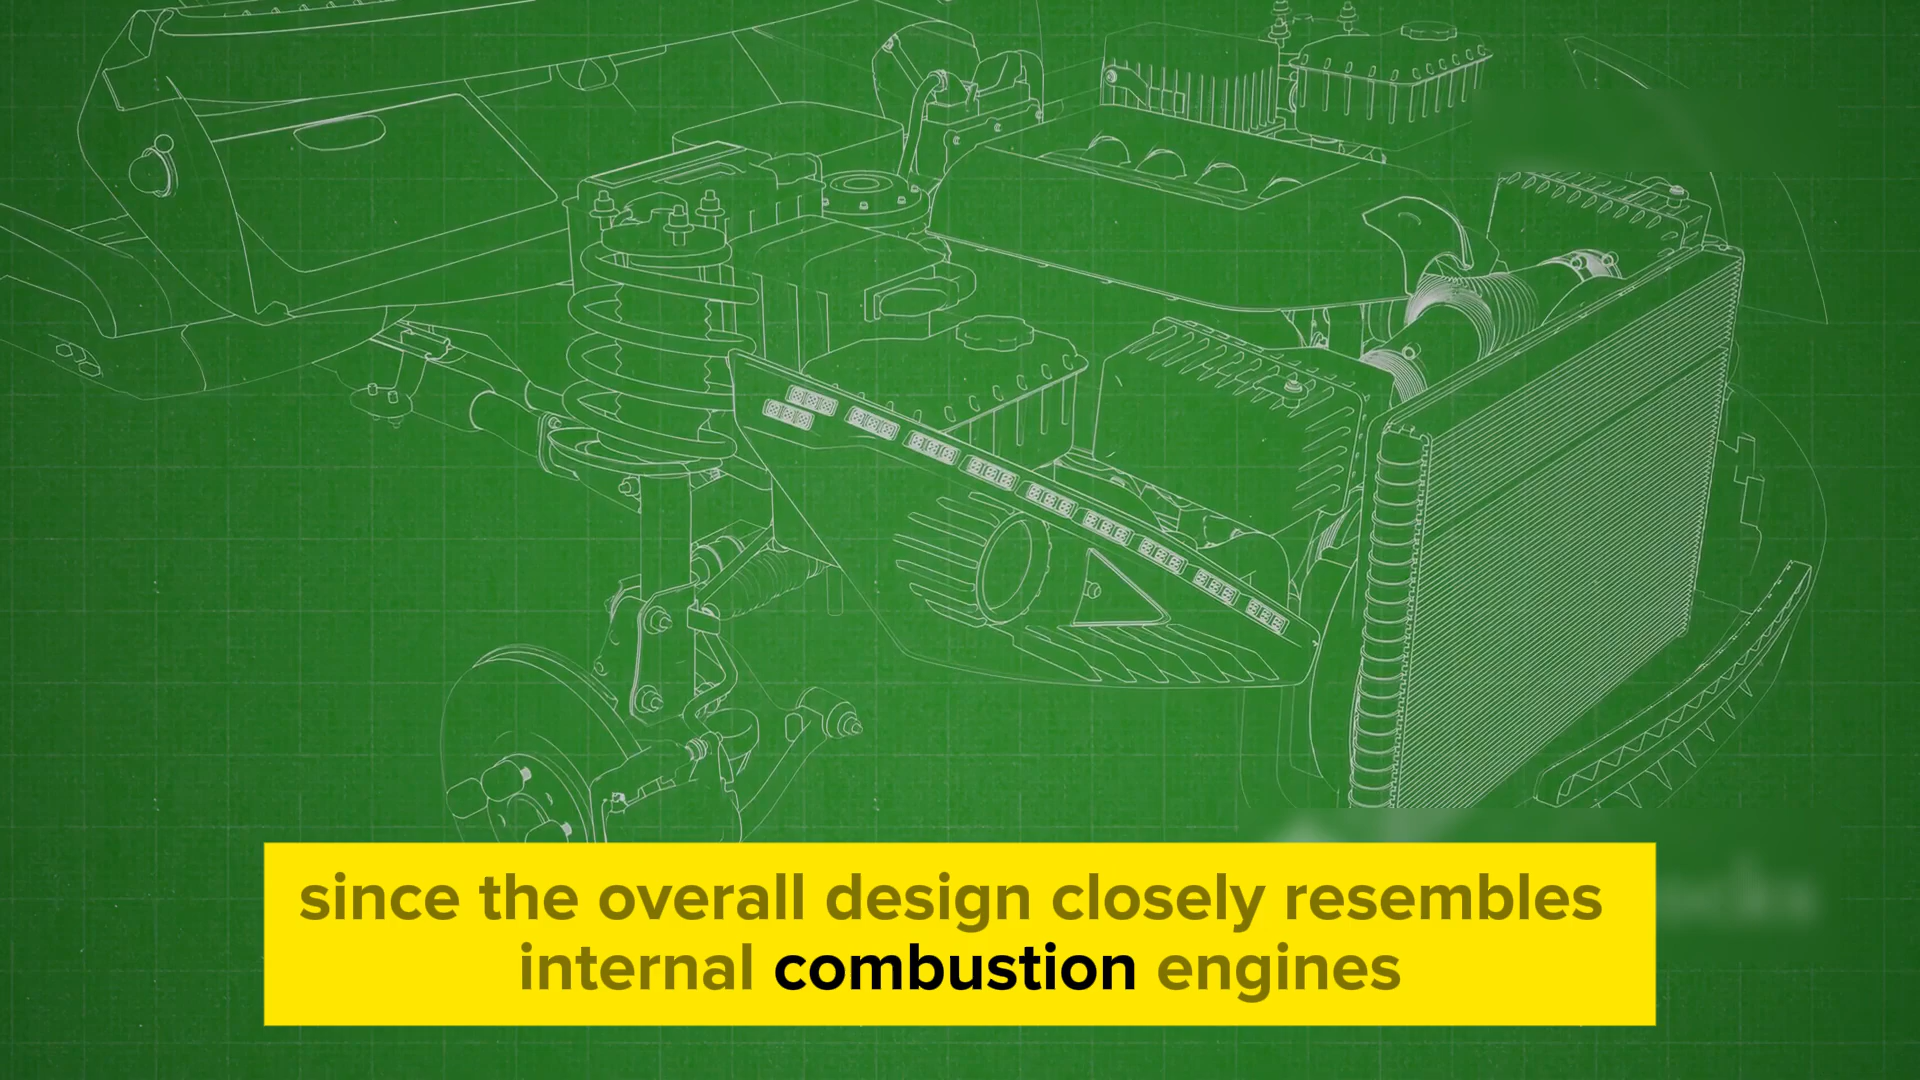 since the overall design closely resembles
internal combustion engines